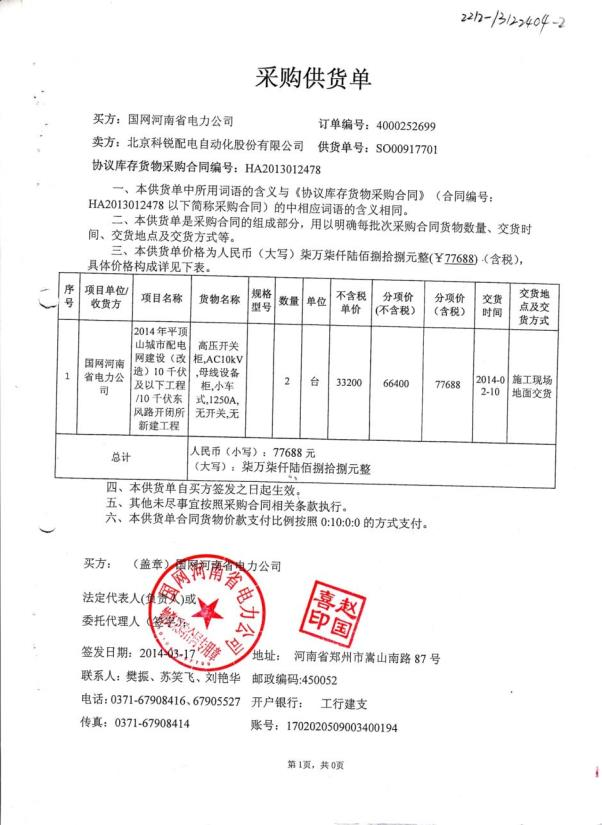 2212-13122404-2
采购供货单
买方：国网河南省电力公司 订单编号：4000252699
卖方：北京科锐配电自动化股份有限公司 供货单号：SO00917701
协议库存货物采购合同编号：HA2013012478
一、本供货单中所用词语的含义与《协议库存货物采购合同》（合同编号：
HA2013012478 以下简称采购合同）的中相应词语的含义相同。
二、本供货单是采购合同的组成部分，用以明确每批次采购合同货物数量、交货时
间、交货地点及交货方式等。
三、本供货单价格为人民币（大写）柒万柒仟陆佰捌拾捌元整(￥77688)（含税），
具体价格构成详见下表。
序号 项目单位/收货方 项目名称 货物名称 规格型号 数量 单位 不含税单价 分项价(不含税) 分项价(含税) 交货时间 交货地点及交货方式
1 国网河南省电力公司 2014年平顶山城市配电网建设（改造）10千伏及以下工程/10千伏东风路开闭所新建工程 高压开关柜,AC10kV,母线设备柜,小车式,1250A,无开关,无 2 台 33200 66400 77688 2014-02-10 施工现场地面交货
总计 人民币（小写）：77688 元
（大写）：柒万柒仟陆佰捌拾捌元整
四、本供货单自买方签发之日起生效。
五、其他未尽事宜按照采购合同相关条款执行。
六、本供货单合同货物价款支付比例按照 0:10:0:0 的方式支付。
买方：（盖章）国网河南省电力公司
法定代表人(负责人)或
委托代理人（签字）
国网河南省电力公司
赵国喜印
签发日期：2014-03-17 地址： 河南省郑州市嵩山南路 87 号
联系人：樊振、苏笑飞、刘艳华 邮政编码:450052
电话：0371-67908416、67905527 开户银行： 工行建支
传真：0371-67908414 账号：1702020509003400194
第1页，共0页